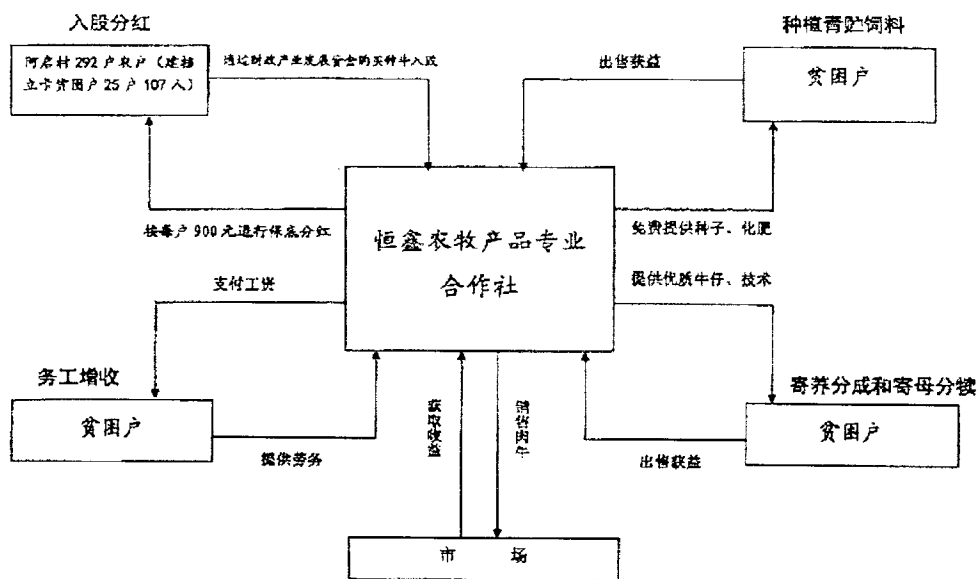 入股分红
种植青贮饲料
阿启村 292 户农户（建档
立卡贫困户 25 户 107 人）
通过财政产业发展资金购买种牛入股
出售获益
贫困户
按每户 900 元进行保底分红
恒鑫农牧产品专业
合作社
免费提供种子、化肥
支付工资
提供优质牛仔、技术
务工增收
寄养分成和寄母分犊
贫困户
获取收益
销售肉牛
贫困户
提供劳务
出售获益
市 场